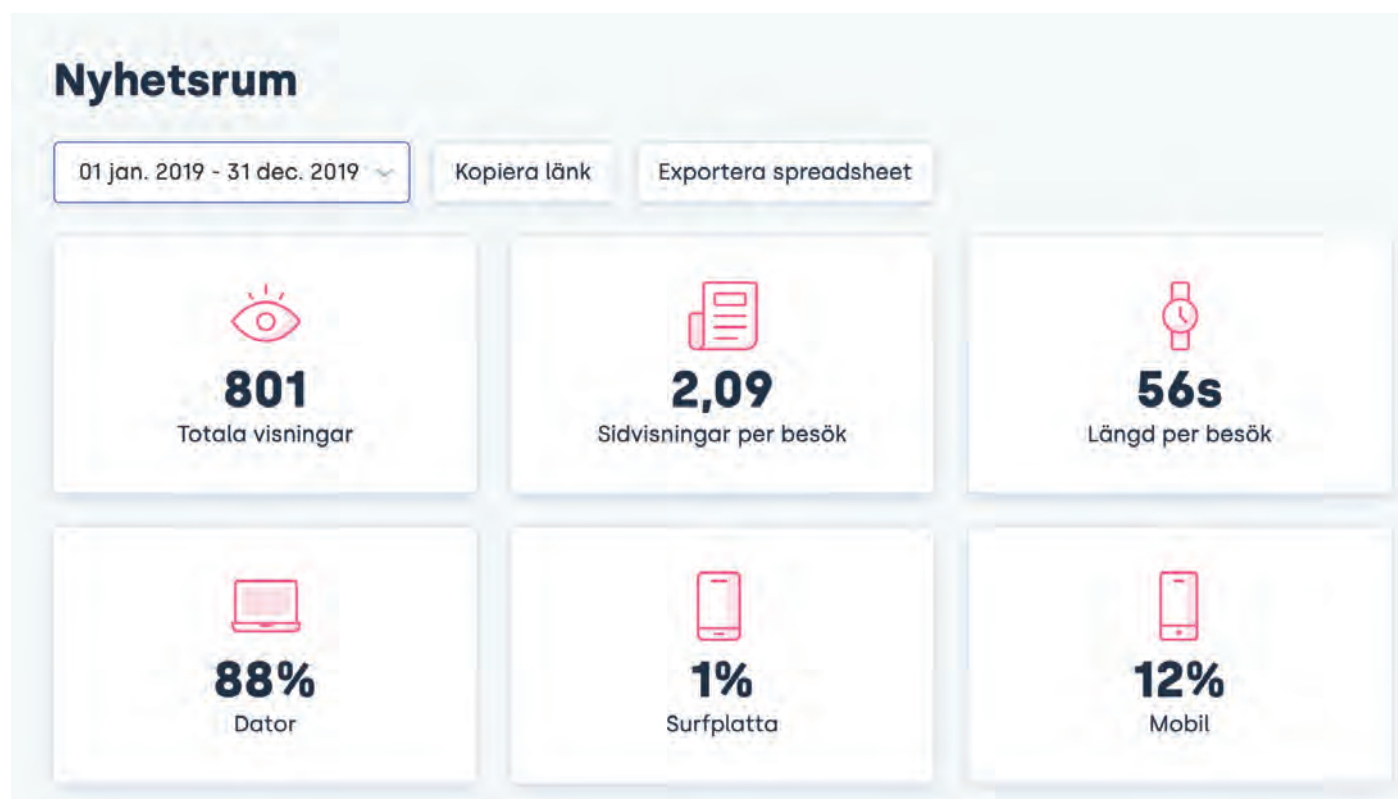 Nyhetsrum
01 jan. 2019 - 31 dec. 2019
Kopiera länk
Exportera spreadsheet
801
Totala visningar
2,09
Sidvisningar per besök
56s
Längd per besök
88%
Dator
1%
Surfplatta
12%
Mobil